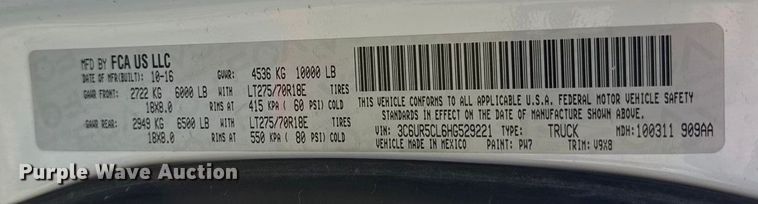 MFD BY FCA US LLC
DATE OF MFR(BUILT): 10-16 GVWR: 4536 KG 10000 LB
GAWR FRONT: 2722 KG 6000 LB WITH LT275/70R18E TIRES
18X8.0 RIMS AT 415 KPA ( 60 PSI) COLD
GAWR REAR: 2949 KG 6500 LB WITH LT275/70R18E TIRES
18X8.0 RIMS AT 550 KPA ( 80 PSI) COLD
THIS VEHICLE CONFORMS TO ALL APPLICABLE U.S.A. FEDERAL MOTOR VEHICLE SAFETY
STANDARDS IN EFFECT ON THE DATE OF MANUFACTURE SHOWN ABOVE.
VIN: 3C6UR5CL6HG529221 TYPE: TRUCK MDH: 100311 909AA
VEHICLE MADE IN MEXICO PAINT: PW7 TRIM: V9X8
Purple Wave Auction